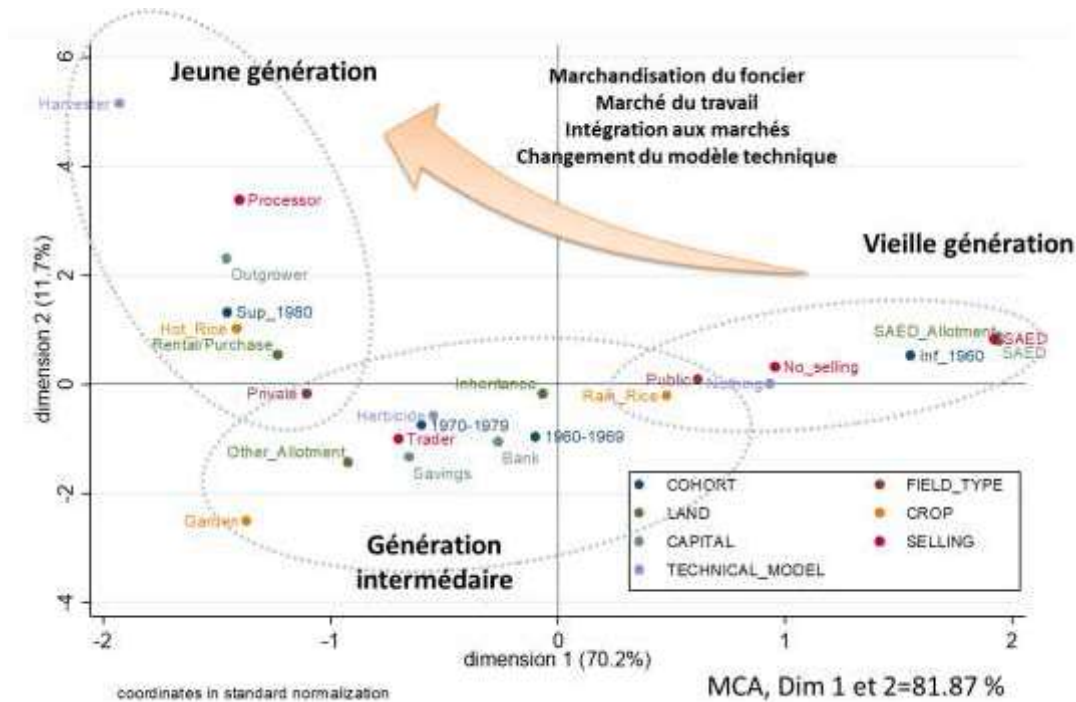 Jeune génération
Marchandisation du foncier
Marché du travail
Intégration aux marchés
Changement du modèle technique
Vieille génération
Harvester
Processor
Outgrower
Sup_1980
Hot_Rice
Rental/Purchase
Private
SAED_Allotment
SAED
SAED
Inf_1960
No_selling
Public
Nothing
Rain_Rice
Inheritance
Herbicide
1970-1979
Trader
1960-1969
Other_Allotment
Savings
Bank
Garden
Génération
intermédaire
COHORT
LAND
CAPITAL
TECHNICAL_MODEL
FIELD_TYPE
CROP
SELLING
dimension 2 (11.7%)
6
4
2
0
-2
-4
-2
-1
0
1
2
dimension 1 (70.2%)
coordinates in standard normalization
MCA, Dim 1 et 2=81.87 %